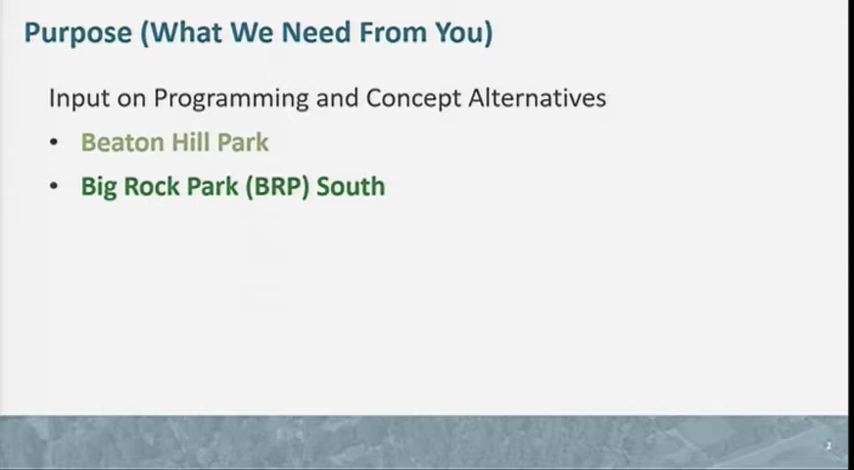 Purpose (What We Need From You)
Input on Programming and Concept Alternatives
• Beaton Hill Park
• Big Rock Park (BRP) South
2